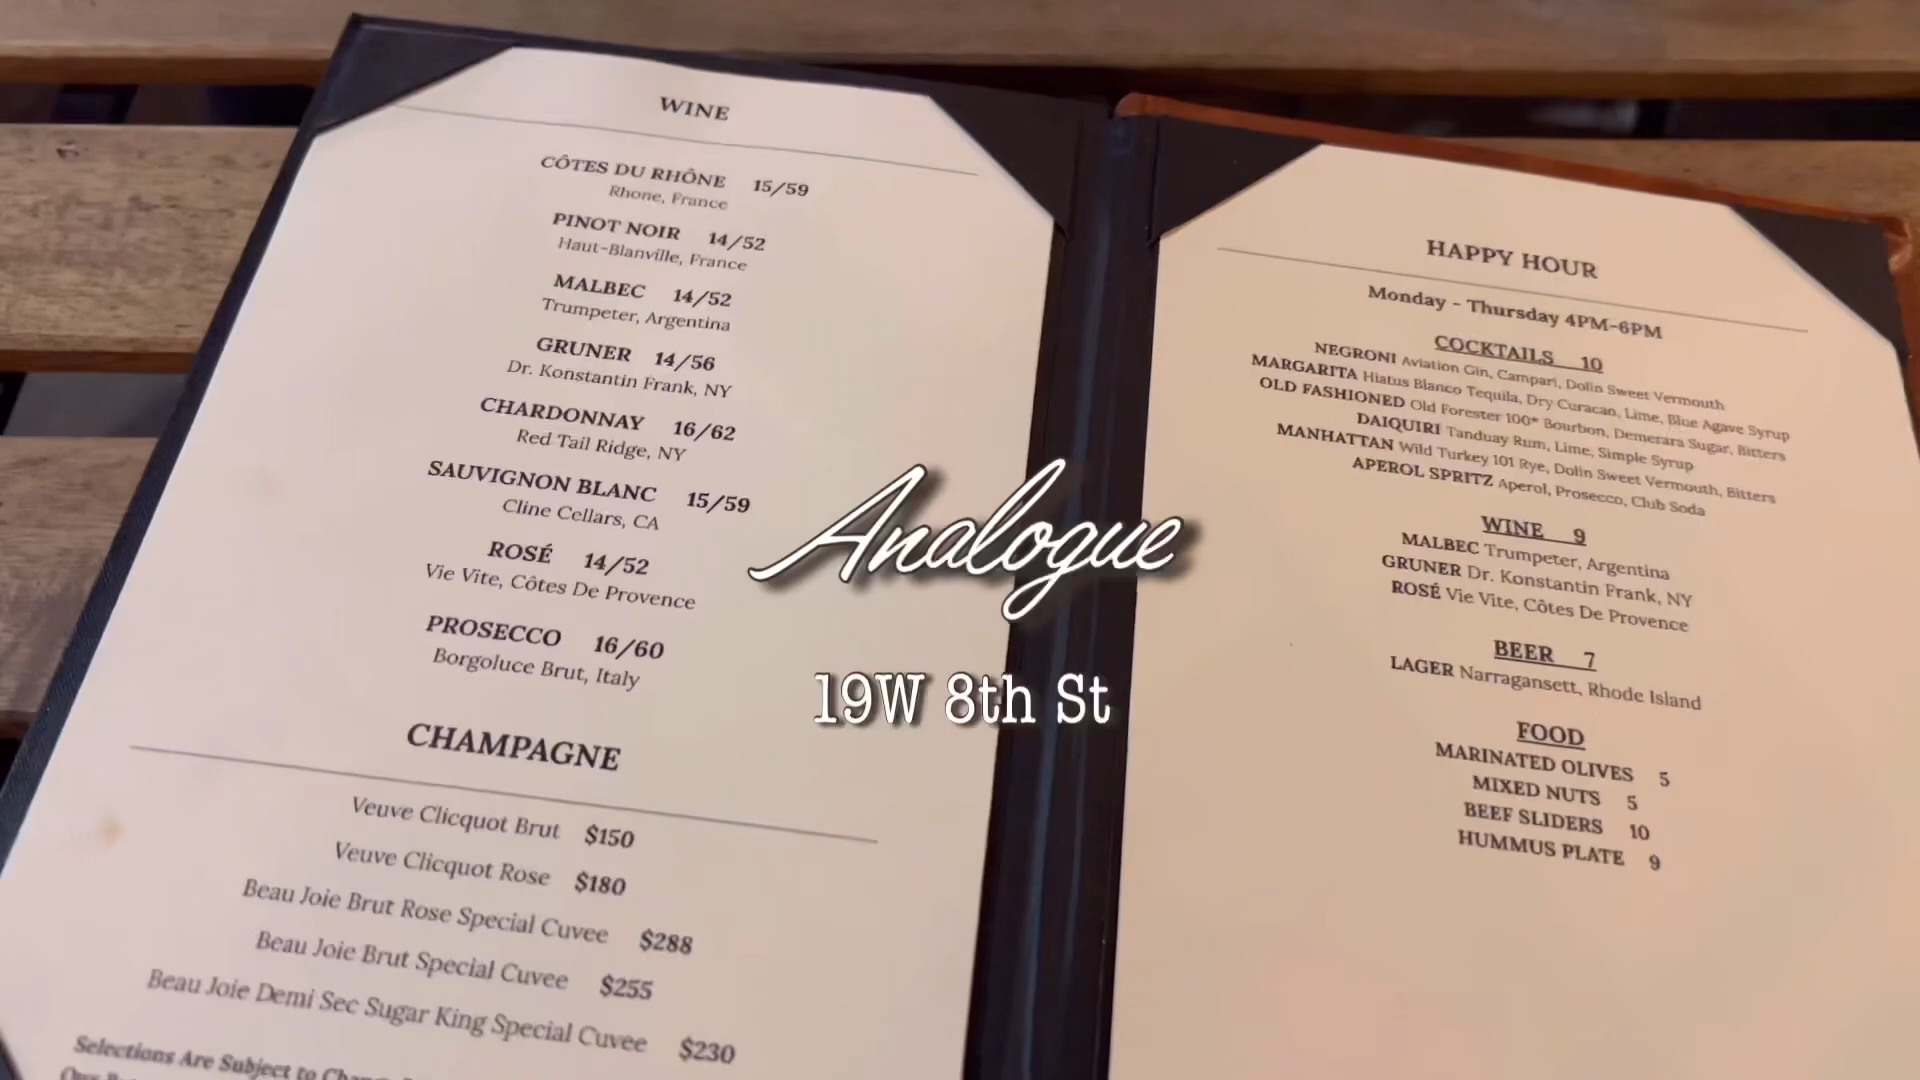 WINE
CÔTES DU RHÔNE 15/59
Rhone, France
PINOT NOIR 14/52
Haut-Blanville, France
MALBEC 14/52
Trumpeter, Argentina
GRUNER 14/56
Dr. Konstantin Frank, NY
CHARDONNAY 16/62
Red Tail Ridge, NY
SAUVIGNON BLANC 15/59
Cline Cellars, CA
ROSÉ 14/52
Vie Vite, Côtes De Provence
PROSECCO 16/60
Borgoluce Brut, Italy
CHAMPAGNE
Veuve Clicquot Brut $150
Veuve Clicquot Rose $180
Beau Joie Brut Rose Special Cuvee $288
Beau Joie Brut Special Cuvee $255
Beau Joie Demi Sec Sugar King Special Cuvee $230
Selections Are Subject to
Analogue
19W 8th St
HAPPY HOUR
Monday - Thursday 4PM-6PM
COCKTAILS 10
NEGRONI Aviation Gin, Campari, Dolin Sweet Vermouth
MARGARITA Hiatus Blanco Tequila, Dry Curacao, Lime, Blue Agave Syrup
OLD FASHIONED Old Forester 100* Bourbon, Demerara Sugar, Bitters
DAIQUIRI Tanduay Rum, Lime, Simple Syrup
MANHATTAN Wild Turkey 101 Rye, Dolin Sweet Vermouth, Bitters
APEROL SPRITZ Aperol, Prosecco, Club Soda
WINE 9
MALBEC Trumpeter, Argentina
GRUNER Dr. Konstantin Frank, NY
ROSÉ Vie Vite, Côtes De Provence
BEER 7
LAGER Narragansett, Rhode Island
FOOD
MARINATED OLIVES 5
MIXED NUTS 5
BEEF SLIDERS 10
HUMMUS PLATE 9